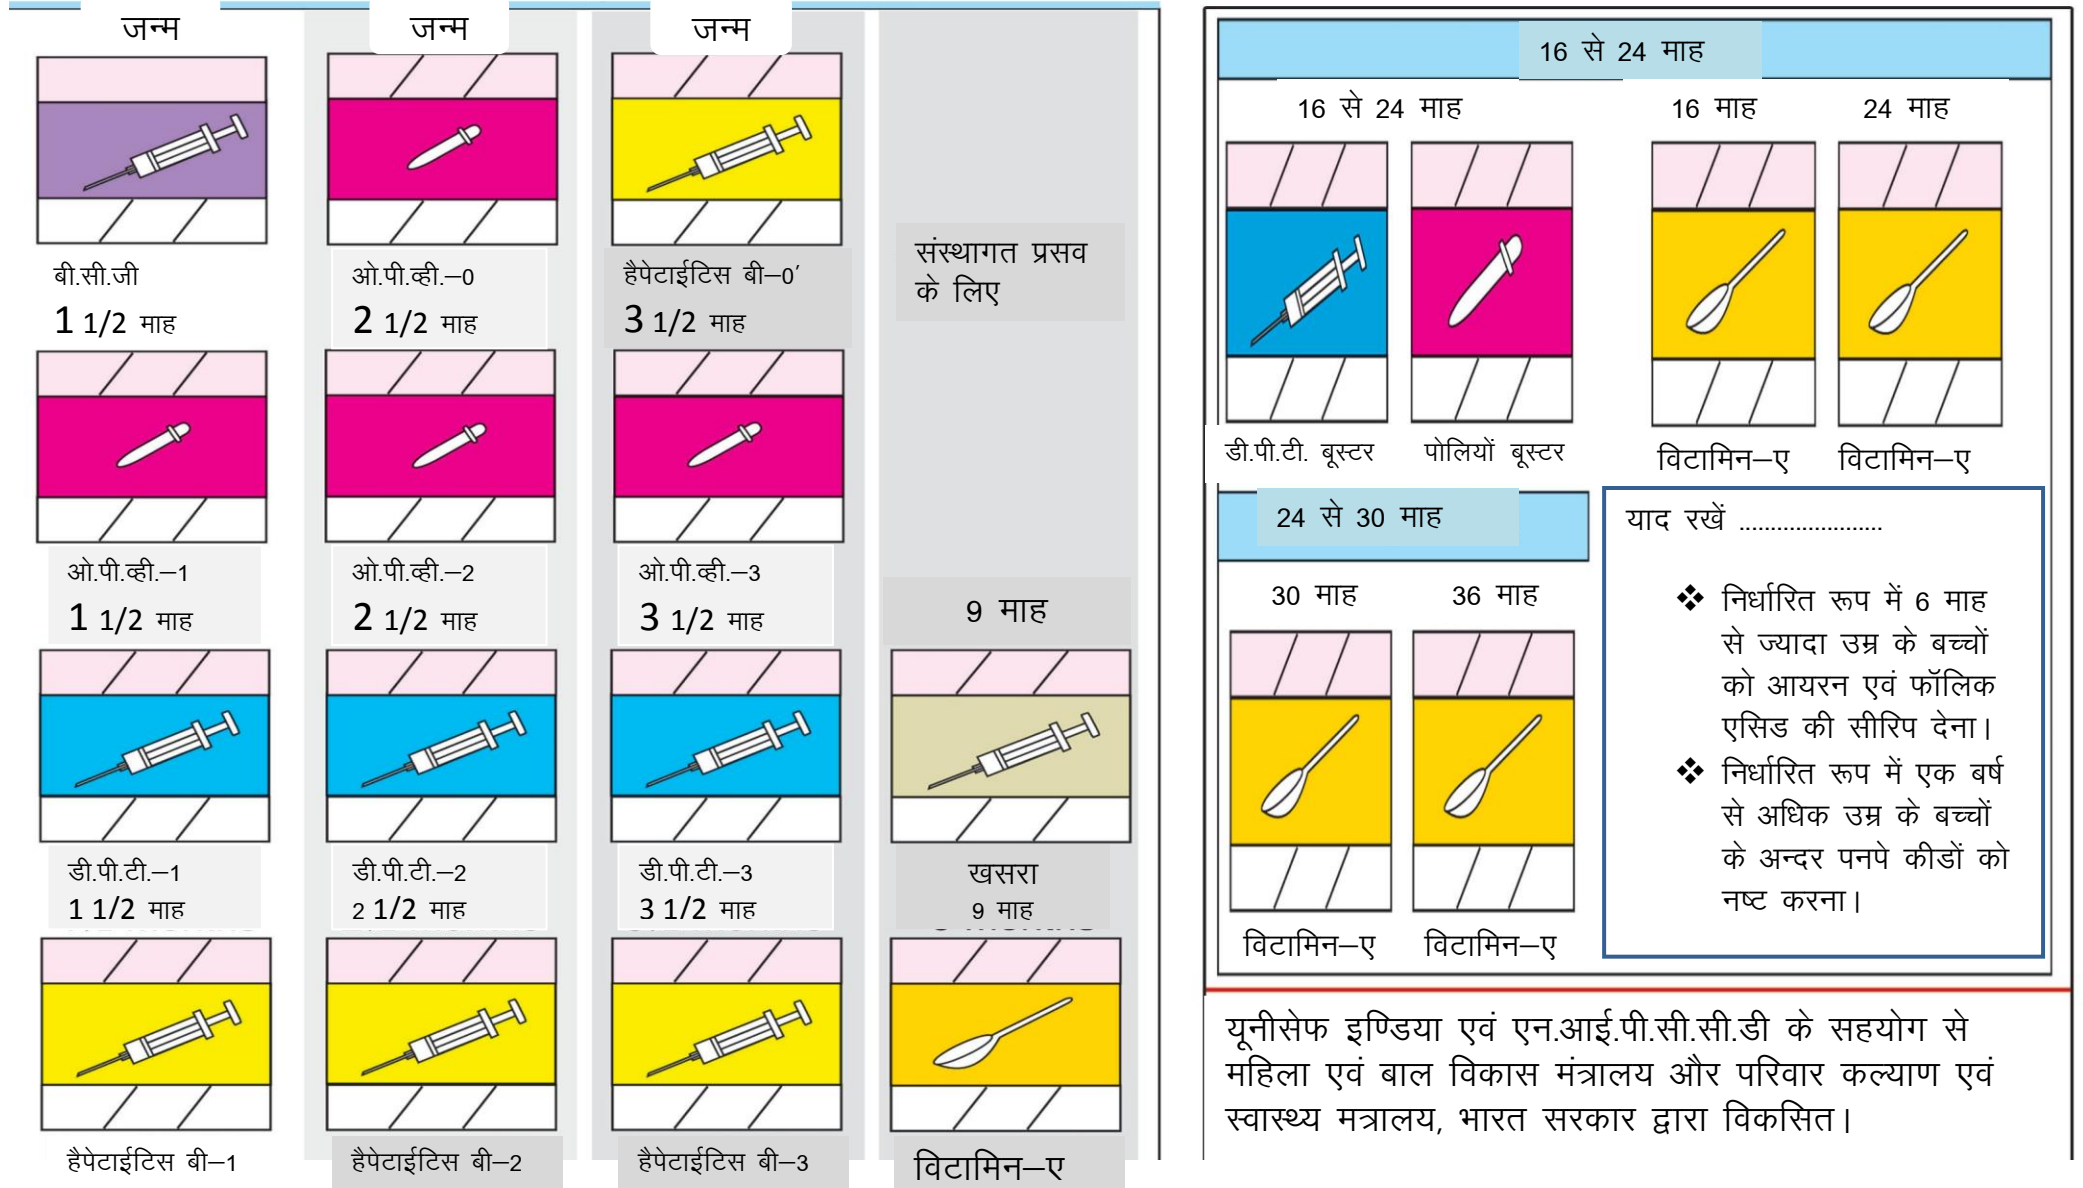 जन्म जन्म जन्म
बी.सी.जी ओ.पी.व्ही.–0 हैपेटाईटिस बी–0’
1 1/2 माह 2 1/2 माह 3 1/2 माह
संस्थागत प्रसव
के लिए
ओ.पी.व्ही.–1 ओ.पी.व्ही.–2 ओ.पी.व्ही.–3
1 1/2 माह 2 1/2 माह 3 1/2 माह 9 माह
डी.पी.टी.–1 डी.पी.टी.–2 डी.पी.टी.–3 खसरा
1 1/2 माह 2 1/2 माह 3 1/2 माह 9 माह
हैपेटाईटिस बी–1 हैपेटाईटिस बी–2 हैपेटाईटिस बी–3 विटामिन–ए
16 से 24 माह
16 से 24 माह 16 माह 24 माह
डी.पी.टी. बूस्टर पोलियों बूस्टर विटामिन–ए विटामिन–ए
24 से 30 माह
30 माह 36 माह
विटामिन–ए विटामिन–ए
याद रखें .......................
❖ निर्धारित रूप में 6 माह
से ज्यादा उम्र के बच्चों
को आयरन एवं फॉलिक
एसिड की सीरिप देना।
❖ निर्धारित रूप में एक बर्ष
से अधिक उम्र के बच्चों
के अन्दर पनपे कीडों को
नष्ट करना।
यूनीसेफ इण्डिया एवं एन.आई.पी.सी.सी.डी के सहयोग से
महिला एवं बाल विकास मंत्रालय और परिवार कल्याण एवं
स्वास्थ्य मत्रालय, भारत सरकार द्वारा विकसित।